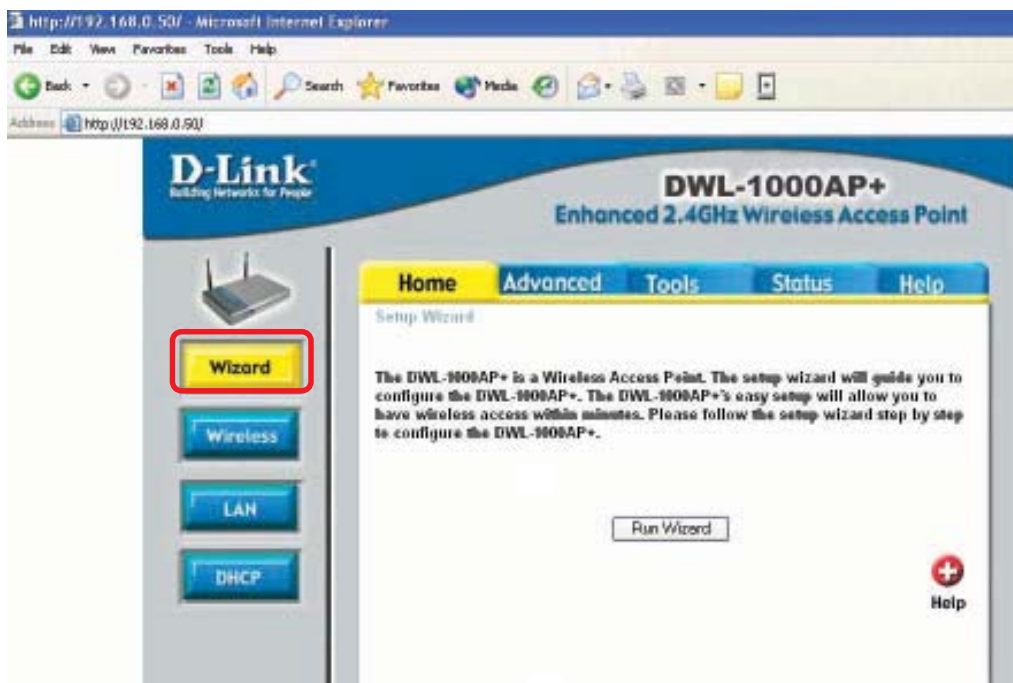 http://192.168.0.50/ - Microsoft Internet Explorer
File Edit View Favorites Tools Help
Back Search Favorites Media
Address http://192.168.0.50/
D-Link
Building Networks for People
DWL-1000AP+
Enhanced 2.4GHz Wireless Access Point
Home Advanced Tools Status Help
Setup Wizard
Wizard
The DWL-1000AP+ is a Wireless Access Point. The setup wizard will guide you to
configure the DWL-1000AP+. The DWL-1000AP+'s easy setup will allow you to
have wireless access within minutes. Please follow the setup wizard step by step
to configure the DWL-1000AP+.
Wireless
LAN
Run Wizard
DHCP
Help